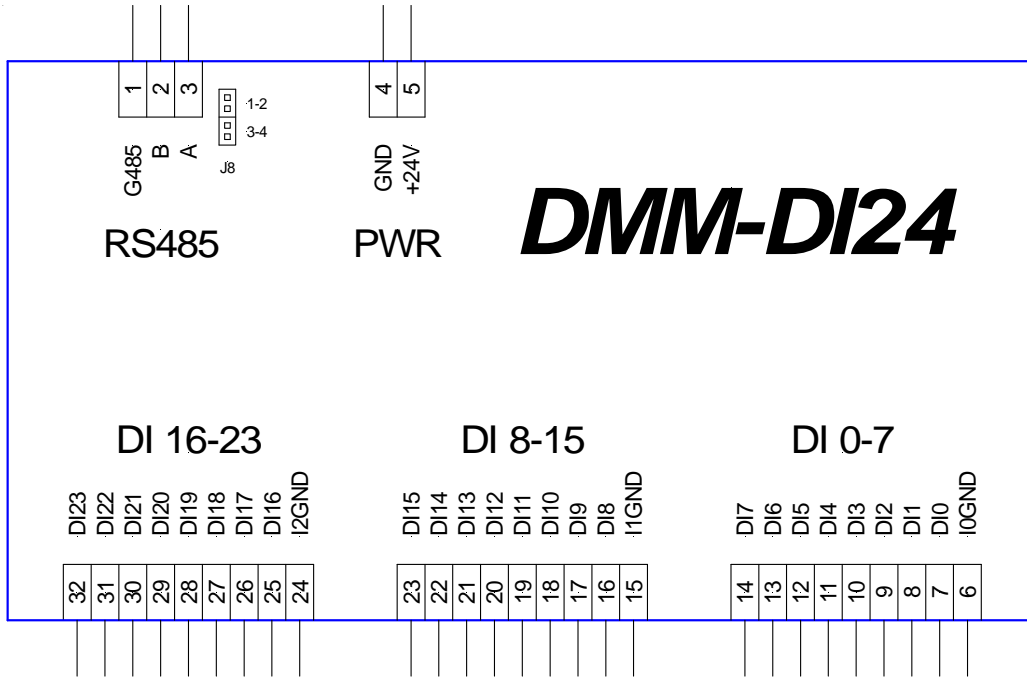 1 2 3
1-2
3-4
J8
G485 B A
RS485
4 5
GND +24V
PWR
DMM-DI24
DI 16-23
DI23 DI22 DI21 DI20 DI19 DI18 DI17 DI16 I2GND
32 31 30 29 28 27 26 25 24
DI 8-15
DI15 DI14 DI13 DI12 DI11 DI10 DI9 DI8 I1GND
23 22 21 20 19 18 17 16 15
DI 0-7
DI7 DI6 DI5 DI4 DI3 DI2 DI1 DI0 I0GND
14 13 12 11 10 9 8 7 6